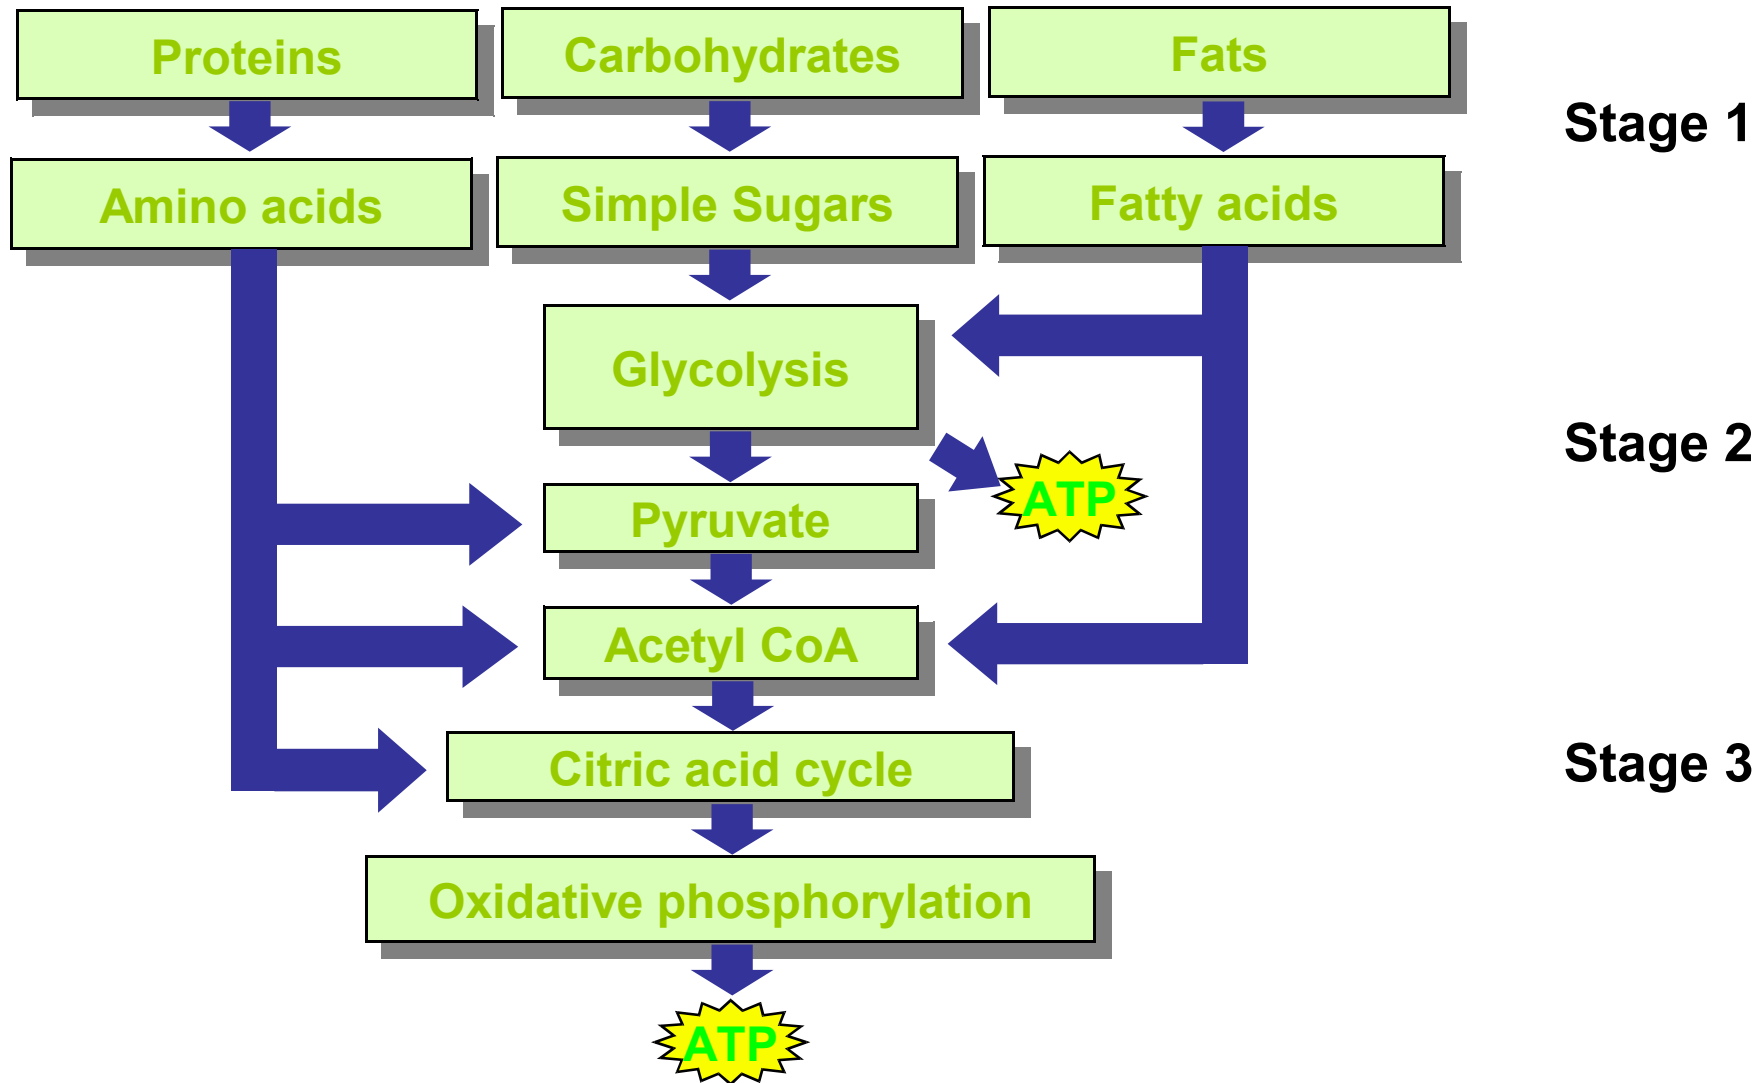 Proteins
Carbohydrates
Fats
Stage 1
Amino acids
Simple Sugars
Fatty acids
Glycolysis
Stage 2
ATP
Pyruvate
Acetyl CoA
Stage 3
Citric acid cycle
Oxidative phosphorylation
ATP